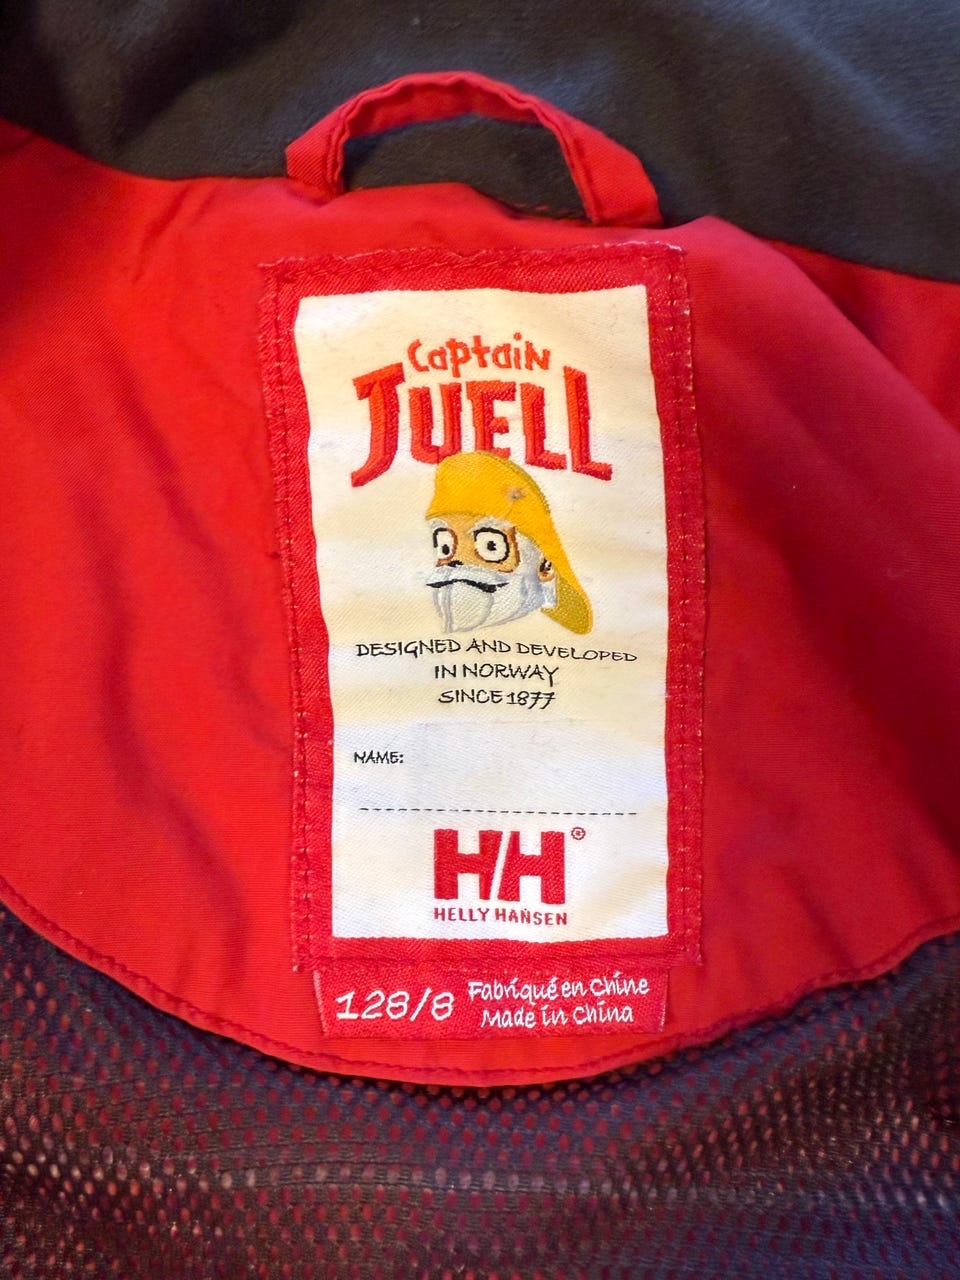 Captain
JUELL
DESIGNED AND DEVELOPED
IN NORWAY
SINCE 1877
NAME:
HH®
HELLY HANSEN
128/8
Fabriqué en Chine
Made in China